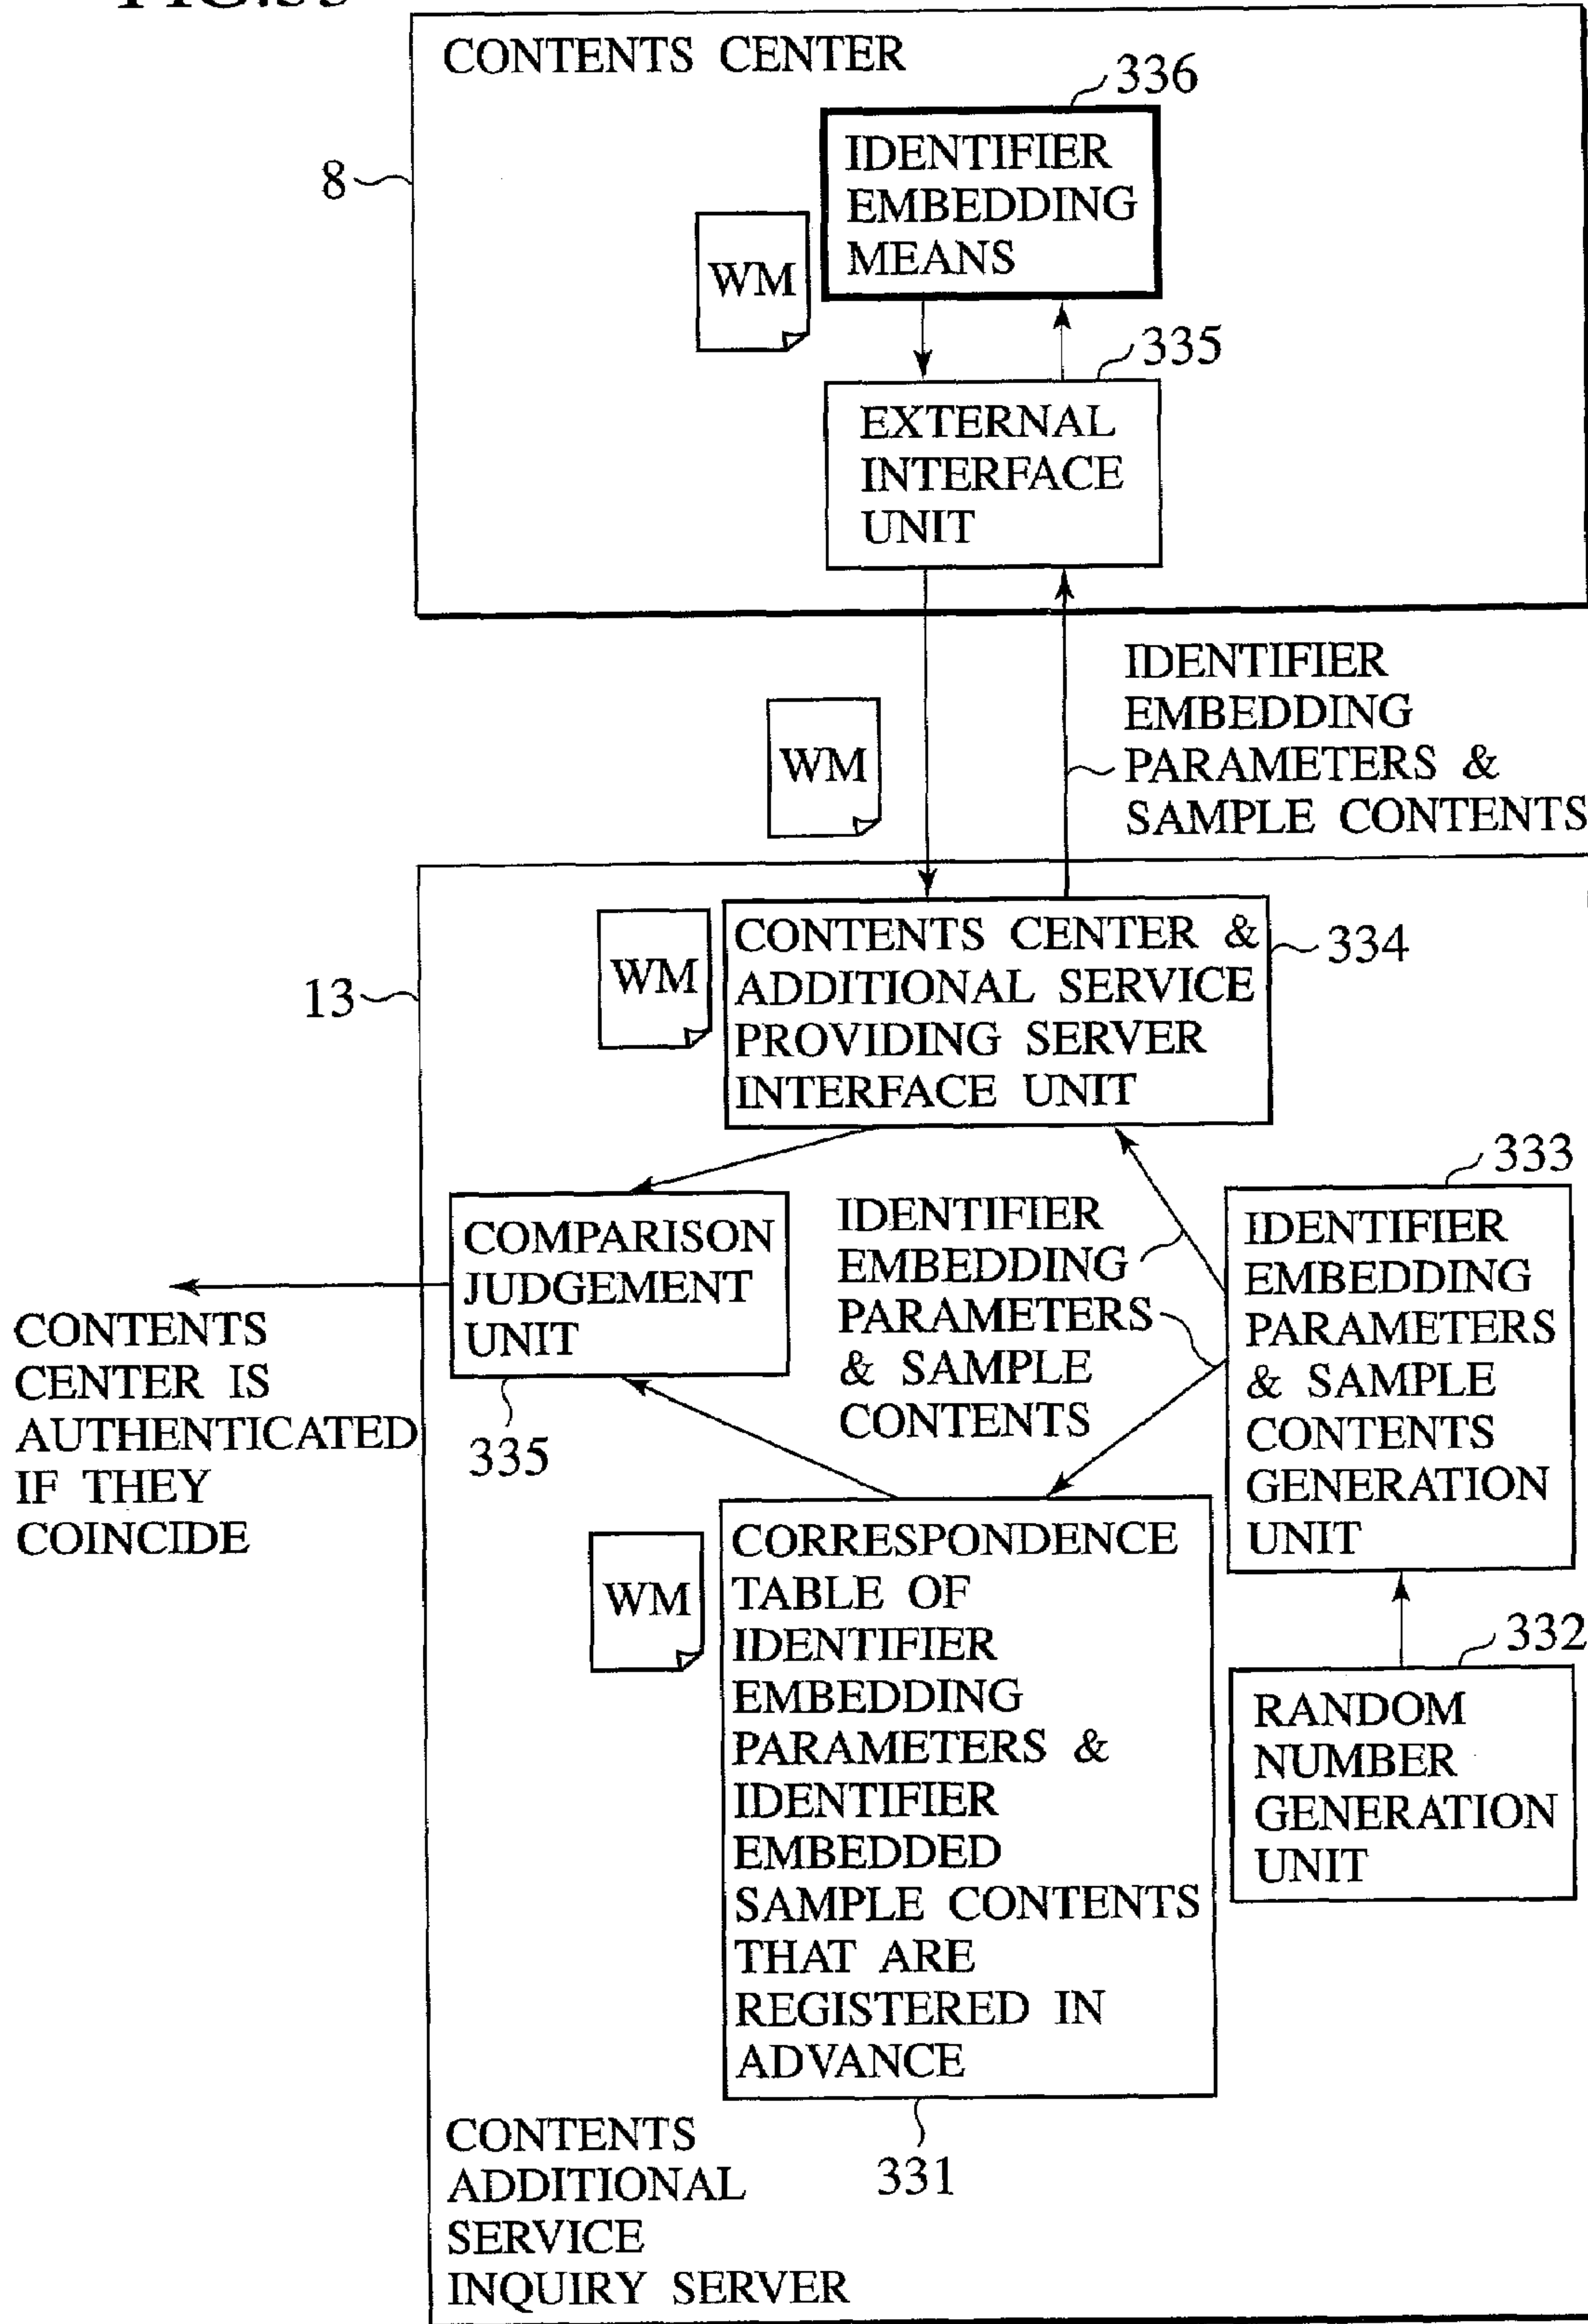 CONTENTS CENTER
336
8
IDENTIFIER
EMBEDDING
MEANS
WM
335
EXTERNAL
INTERFACE
UNIT
IDENTIFIER
EMBEDDING
PARAMETERS &
SAMPLE CONTENTS
WM
13
WM
CONTENTS CENTER &
ADDITIONAL SERVICE
PROVIDING SERVER
INTERFACE UNIT
334
333
COMPARISON
JUDGEMENT
UNIT
335
IDENTIFIER
EMBEDDING
PARAMETERS
& SAMPLE
CONTENTS
IDENTIFIER
EMBEDDING
PARAMETERS
& SAMPLE
CONTENTS
GENERATION
UNIT
CONTENTS
CENTER IS
AUTHENTICATED
IF THEY
COINCIDE
WM
CORRESPONDENCE
TABLE OF
IDENTIFIER
EMBEDDING
PARAMETERS &
IDENTIFIER
EMBEDDED
SAMPLE CONTENTS
THAT ARE
REGISTERED IN
ADVANCE
331
332
RANDOM
NUMBER
GENERATION
UNIT
CONTENTS
ADDITIONAL
SERVICE
INQUIRY SERVER